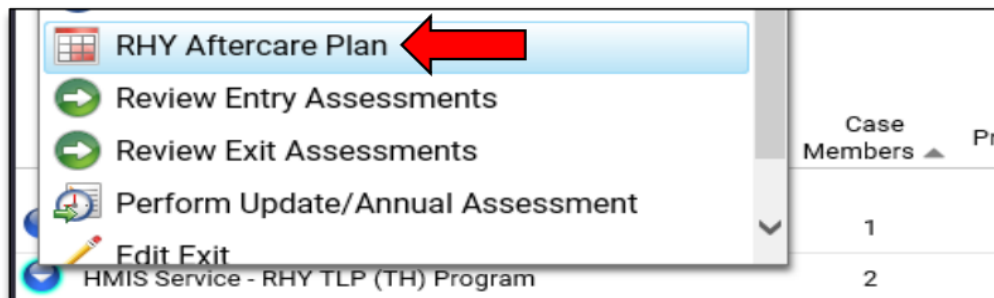 RHY Aftercare Plan
Review Entry Assessments
Review Exit Assessments
Perform Update/Annual Assessment
Edit Exit
Case
Members
1
HMIS Service - RHY TLP (TH) Program
2